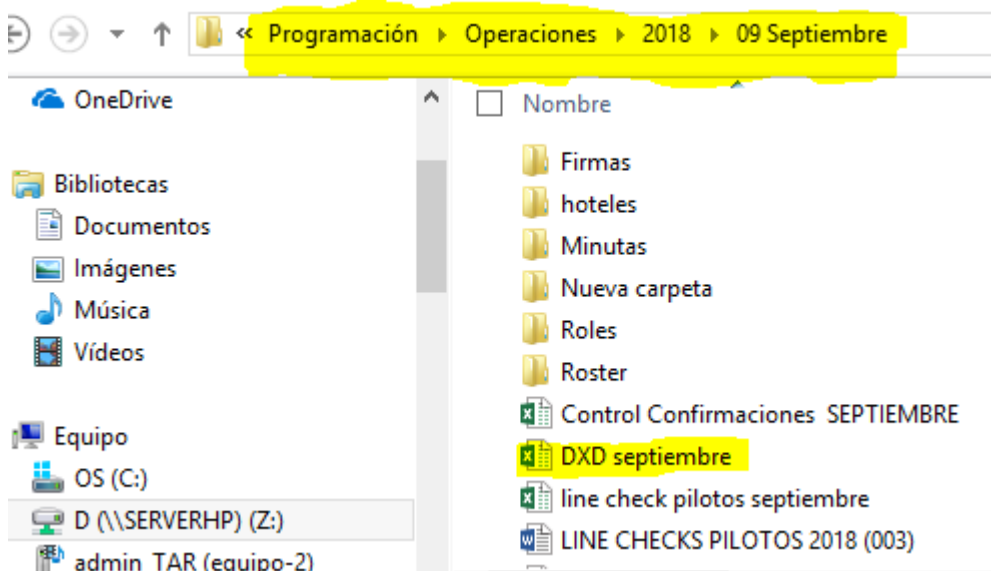 « Programación ▸ Operaciones ▸ 2018 ▸ 09 Septiembre
OneDrive
Bibliotecas
Documentos
Imágenes
Música
Vídeos
Equipo
OS (C:)
D (\\SERVERHP) (Z:)
admin_TAR (equipo-2)
Nombre
Firmas
hoteles
Minutas
Nueva carpeta
Roles
Roster
Control Confirmaciones  SEPTIEMBRE
DXD septiembre
line check pilotos septiembre
LINE CHECKS PILOTOS 2018 (003)